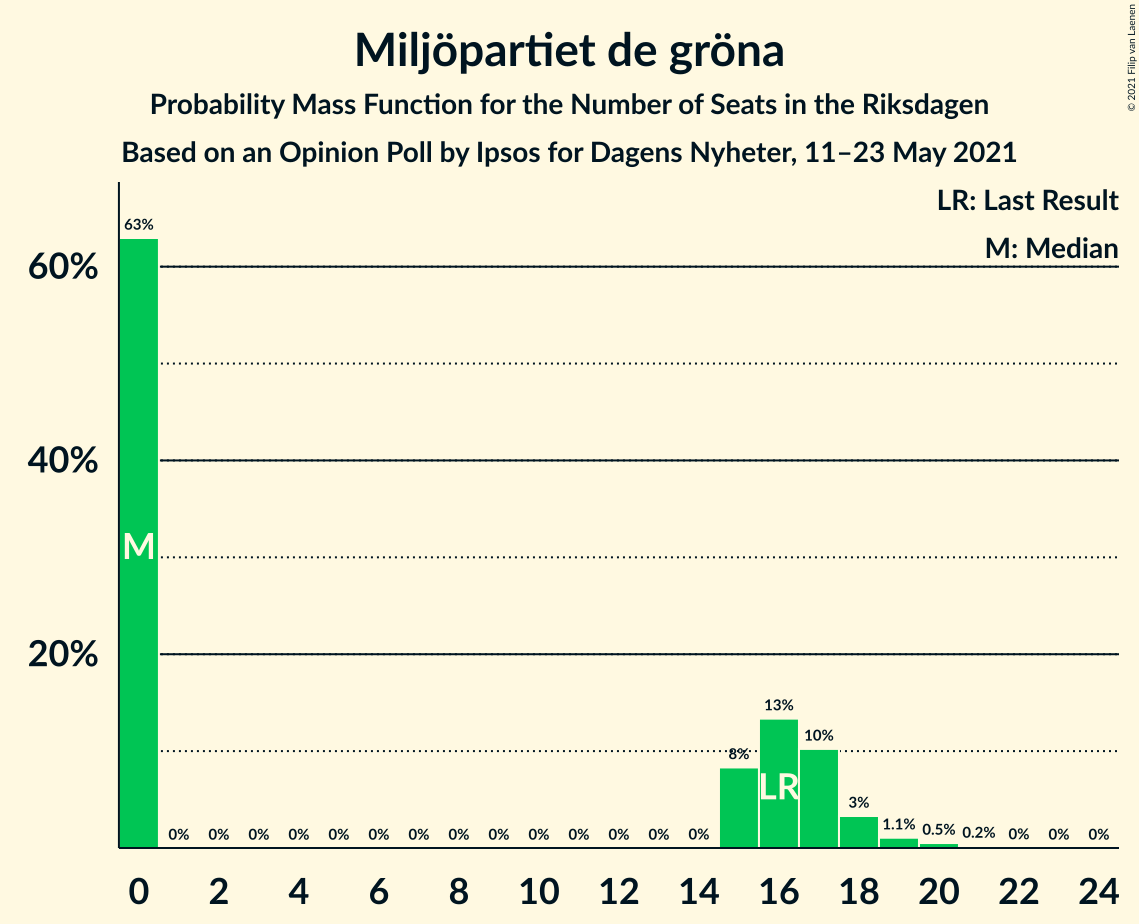 Miljöpartiet de gröna
Probability Mass Function for the Number of Seats in the Riksdagen
Based on an Opinion Poll by Ipsos for Dagens Nyheter, 11–23 May 2021
© 2021 Filip van Laenen
LR: Last Result
M: Median
60%
40%
20%
63% 0% 0% 0% 0% 0% 0% 0% 0% 0% 0% 0% 0% 0% 0% 8% 13% 10% 3% 1.1% 0.5% 0.2% 0% 0% 0%
M
LR
0 2 4 6 8 10 12 14 16 18 20 22 24